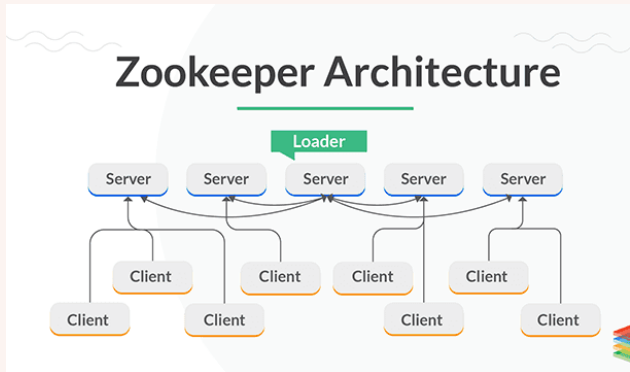 Zookeeper Architecture
Loader
Server Server Server Server Server
Client Client Client Client
Client Client Client Client